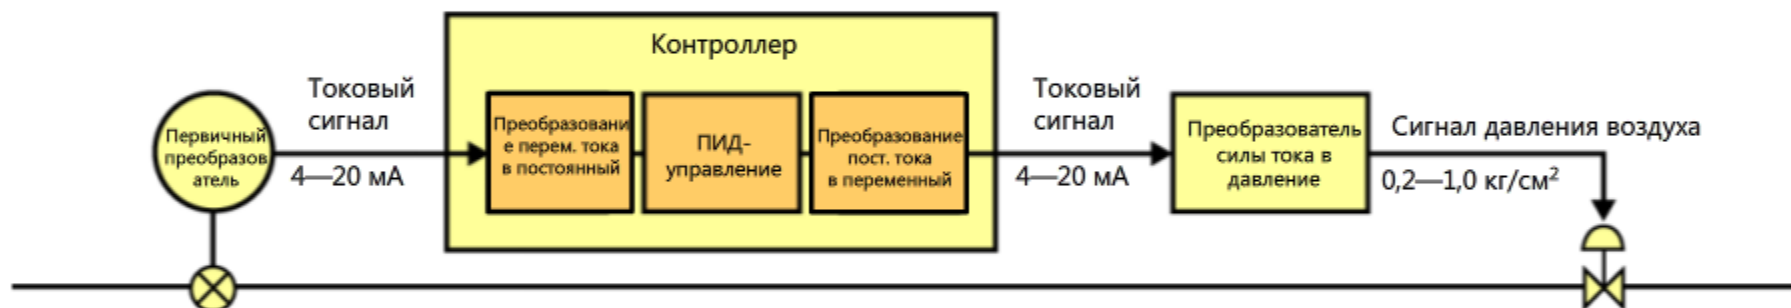 Контроллер
Первичный
преобразов
атель
Токовый
сигнал
4—20 мА
Преобразовани
е перем. тока
в постоянный
ПИД-
управление
Преобразование
пост. тока
в переменный
Токовый
сигнал
4—20 мА
Преобразователь
силы тока в
давление
Сигнал давления воздуха
0,2—1,0 кг/см²